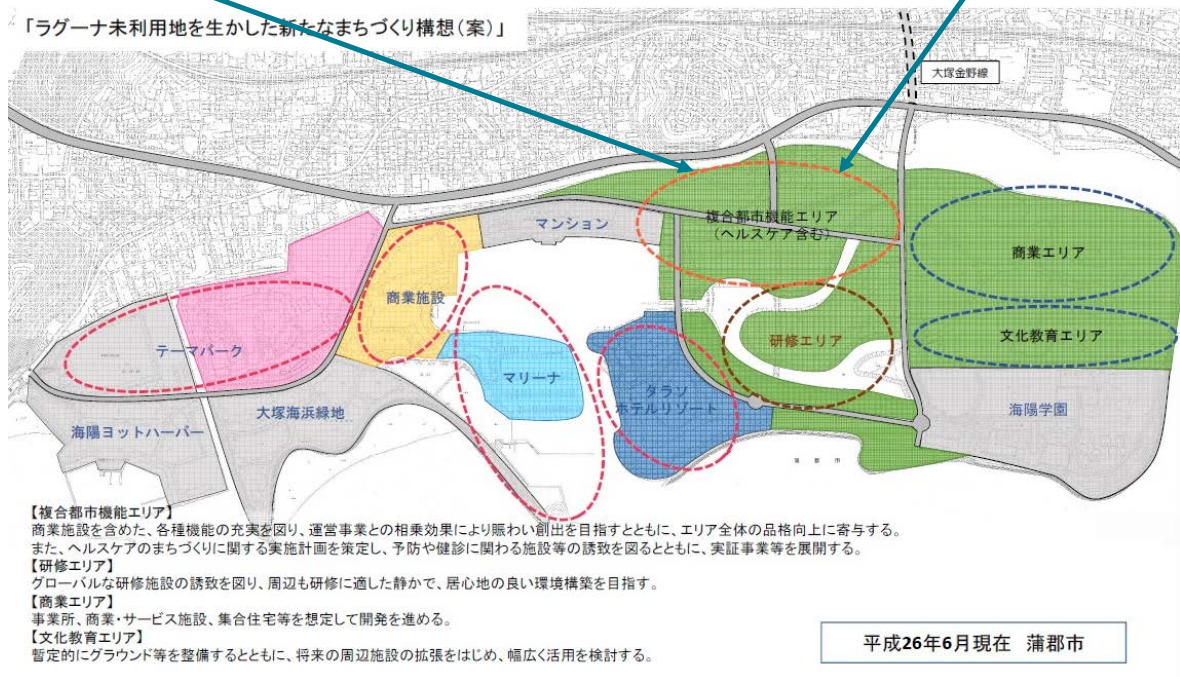 「ラグーナ未利用地を生かした新たなまちづくり構想(案)」
大塚金野線
複合都市機能エリア
(ヘルスケア含む)
マンション
商業エリア
商業施設
テーマパーク
研修エリア
文化教育エリア
マリーナ
タラソ
ホテルリゾート
大塚海浜緑地
海陽ヨットハーバー
海陽学園
蒲郡市
【複合都市機能エリア】
商業施設を含めた、各種機能の充実を図り、運営事業との相乗効果により賑わい創出を目指すとともに、エリア全体の品格向上に寄与する。
また、ヘルスケアのまちづくりに関する実施計画を策定し、予防や健診に関わる施設等の誘致を図るとともに、実証事業等を展開する。
【研修エリア】
グローバルな研修施設の誘致を図り、周辺も研修に適した静かで、居心地の良い環境構築を目指す。
【商業エリア】
事業所、商業・サービス施設、集合住宅等を想定して開発を進める。
【文化教育エリア】
暫定的にグラウンド等を整備するとともに、将来の周辺施設の拡張をはじめ、幅広く活用を検討する。
平成26年6月現在 蒲郡市